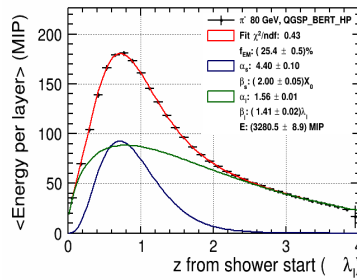 π⁻ 80 GeV, QGSP_BERT_HP
Fit χ²/ndf: 0.43
f_EM: (25.4 ± 0.5)%
α_s: 4.40 ± 0.10
β_s: (2.00 ± 0.05)X₀
α_l: 1.56 ± 0.01
β_l: (1.41 ± 0.02)λ_I
E: (3280.5 ± 8.9) MIP
<Energy per layer> (MIP)
200
150
100
50
0
0 1 2 3
z from shower start ( λ_I